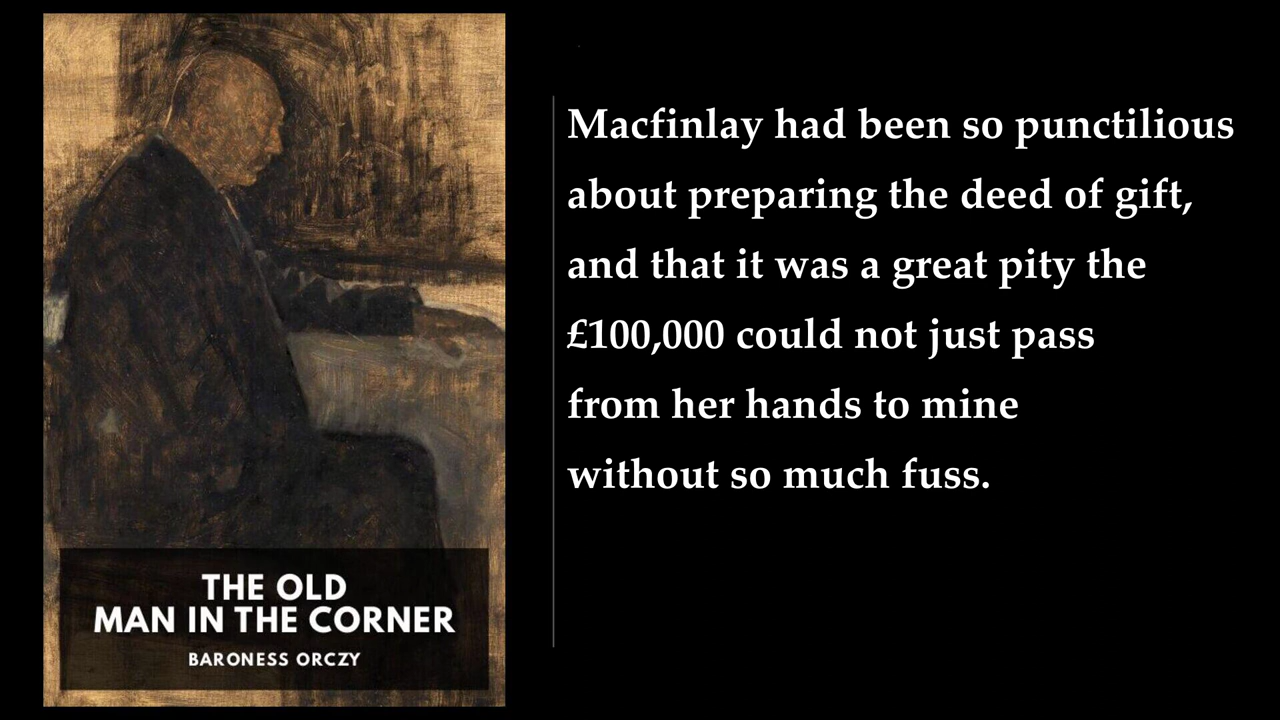 THE OLD
MAN IN THE CORNER
BARONESS ORCZY
Macfinlay had been so punctilious
about preparing the deed of gift,
and that it was a great pity the
£100,000 could not just pass
from her hands to mine
without so much fuss.